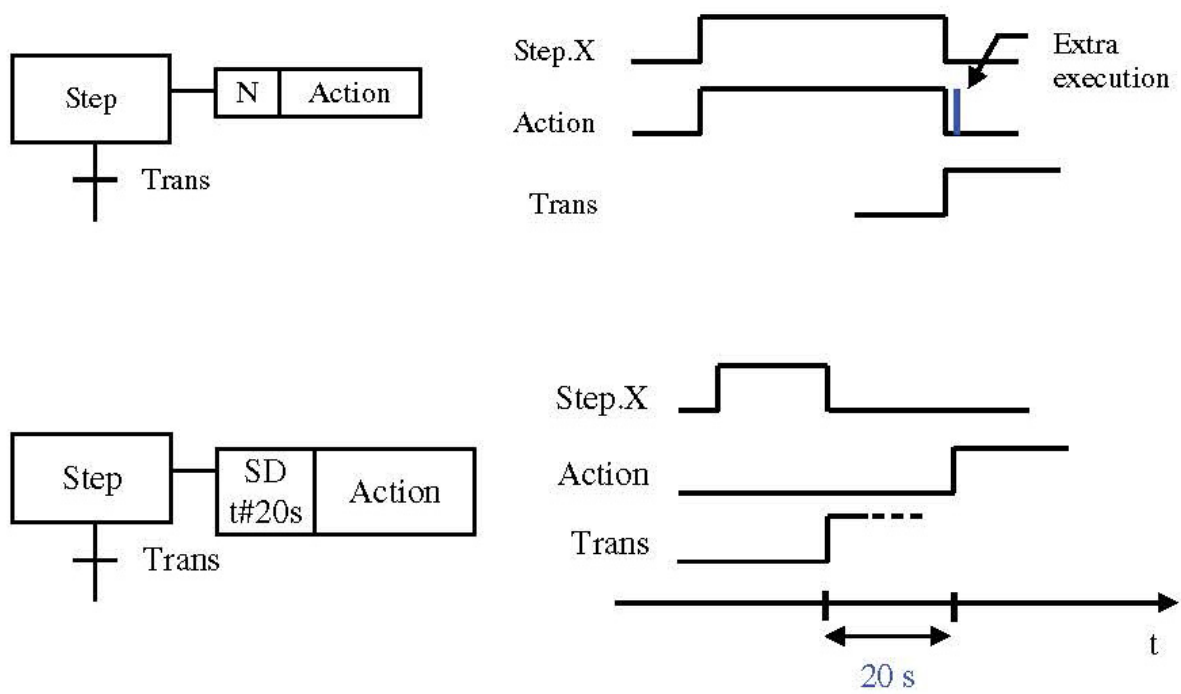 Step
N
Action
Trans
Step.X
Extra
execution
Action
Trans
Step
SD
t#20s
Action
Trans
Step.X
Action
Trans
t
20 s